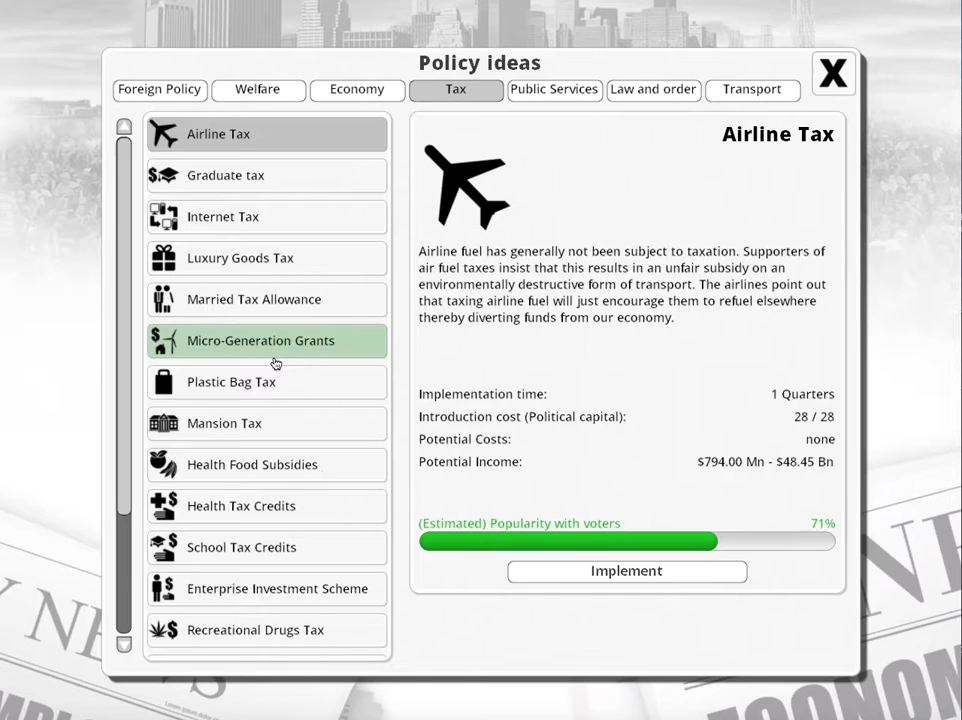 Policy ideas
X
Foreign Policy
Welfare
Economy
Tax
Public Services
Law and order
Transport
Airline Tax
Graduate tax
Internet Tax
Luxury Goods Tax
Married Tax Allowance
Micro-Generation Grants
Plastic Bag Tax
Mansion Tax
Health Food Subsidies
Health Tax Credits
School Tax Credits
Enterprise Investment Scheme
Recreational Drugs Tax
Airline Tax
Airline fuel has generally not been subject to taxation. Supporters of
air fuel taxes insist that this results in an unfair subsidy on an
environmentally destructive form of transport. The airlines point out
that taxing airline fuel will just encourage them to refuel elsewhere
thereby diverting funds from our economy.
Implementation time: 1 Quarters
Introduction cost (Political capital): 28 / 28
Potential Costs: none
Potential Income: $794.00 Mn - $48.45 Bn
(Estimated) Popularity with voters 71%
Implement